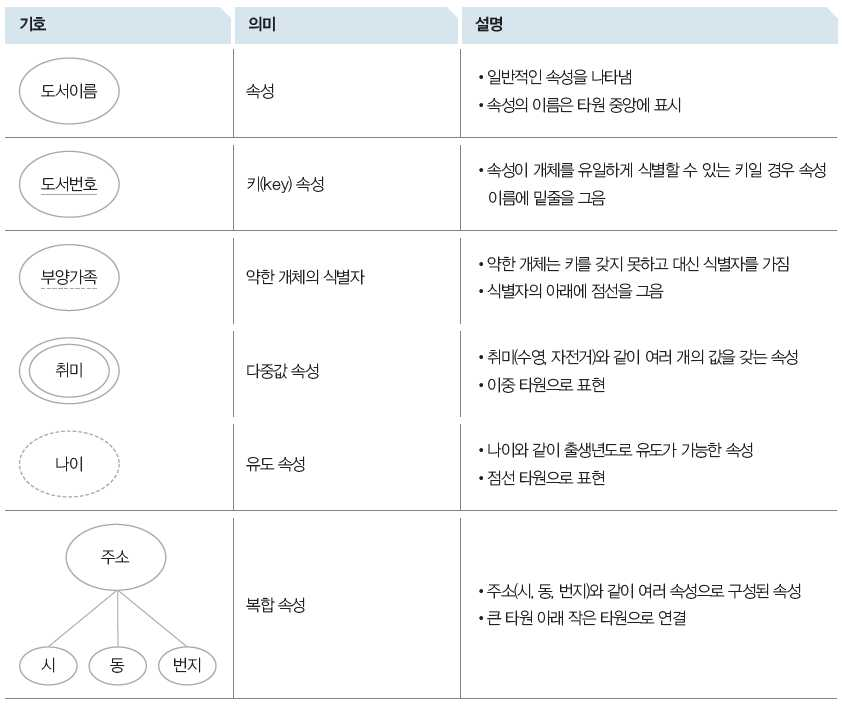 기호 의미 설명
도서이름 속성 • 일반적인 속성을 나타냄
• 속성의 이름은 타원 중앙에 표시
도서번호 키(key) 속성 • 속성이 개체를 유일하게 식별할 수 있는 키일 경우 속성
이름에 밑줄을 그음
부양가족 약한 개체의 식별자 • 약한 개체는 키를 갖지 못하고 대신 식별자를 가짐
• 식별자의 아래에 점선을 그음
취미 다중값 속성 • 취미(수영, 자전거)와 같이 여러 개의 값을 갖는 속성
• 이중 타원으로 표현
나이 유도 속성 • 나이와 같이 출생년도로 유도가 가능한 속성
• 점선 타원으로 표현
주소
시 동 번지
복합 속성
• 주소(시, 동, 번지)와 같이 여러 속성으로 구성된 속성
• 큰 타원 아래 작은 타원으로 연결